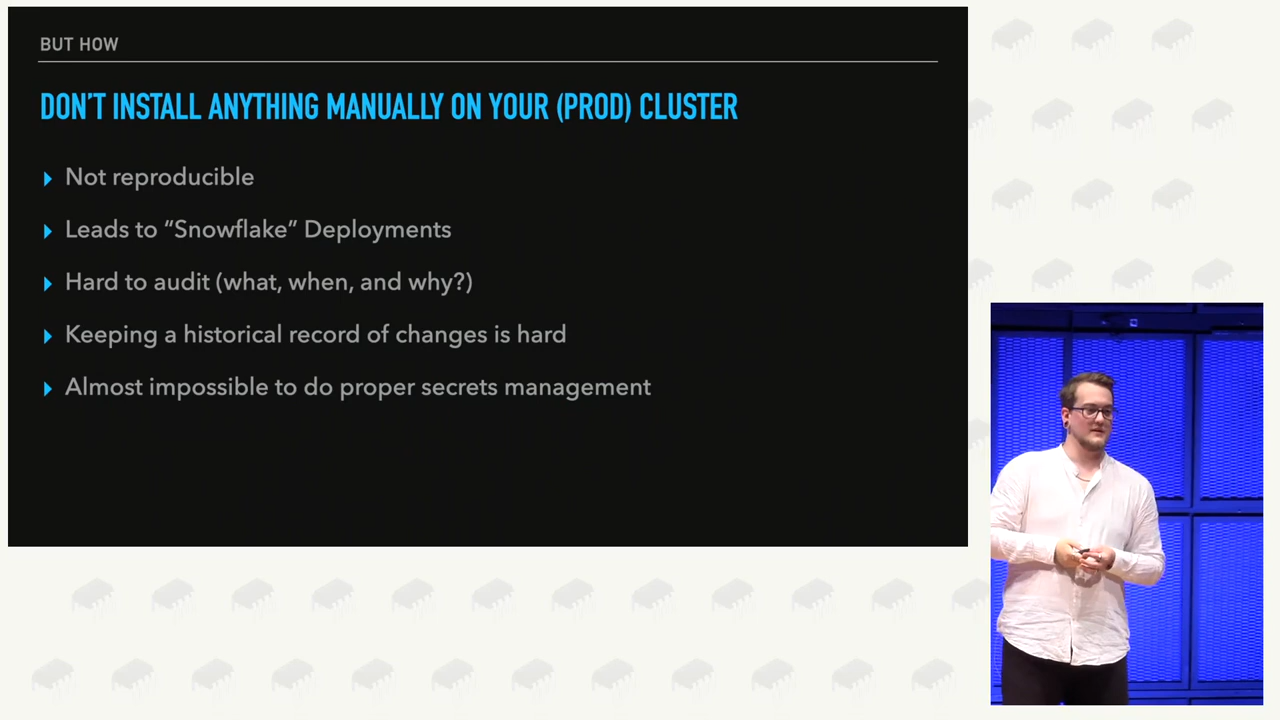 BUT HOW
DON'T INSTALL ANYTHING MANUALLY ON YOUR (PROD) CLUSTER
Not reproducible
Leads to “Snowflake” Deployments
Hard to audit (what, when, and why?)
Keeping a historical record of changes is hard
Almost impossible to do proper secrets management